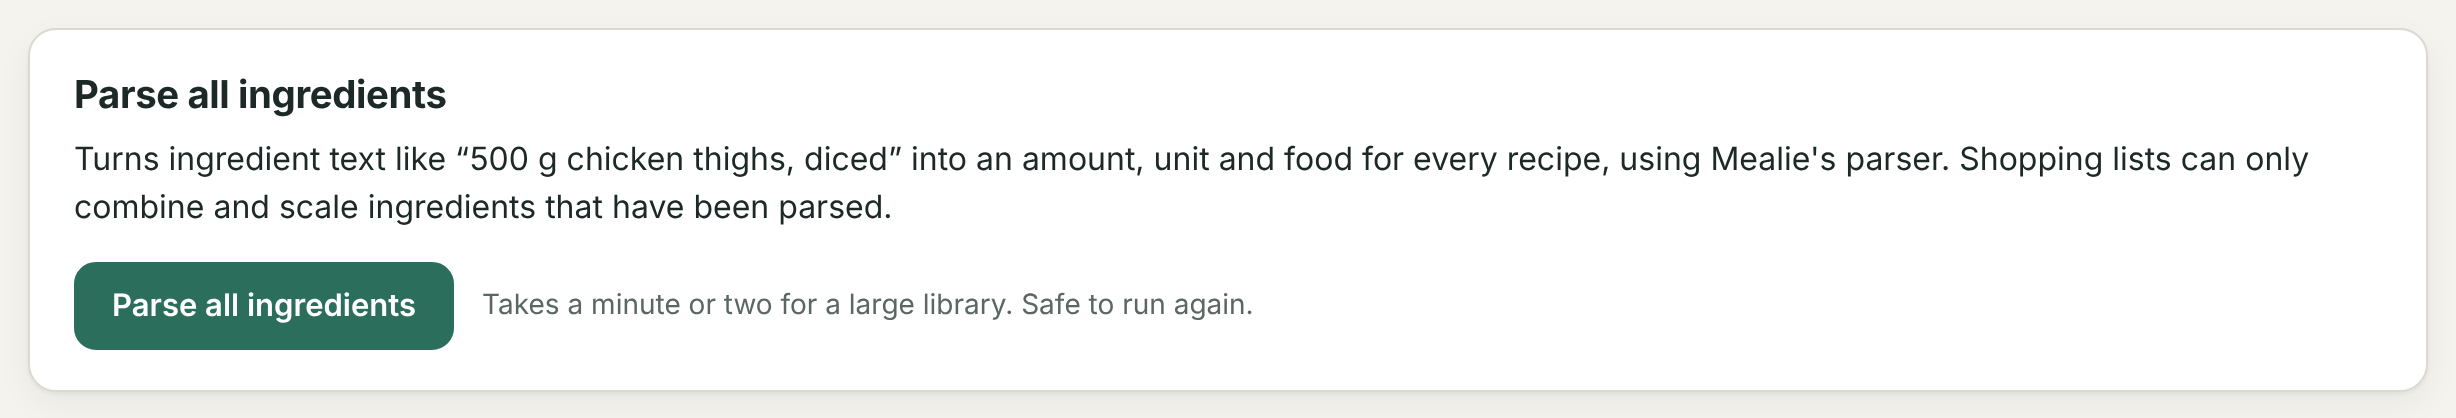 Parse all ingredients
Turns ingredient text like “500 g chicken thighs, diced” into an amount, unit and food for every recipe, using Mealie's parser. Shopping lists can only
combine and scale ingredients that have been parsed.
Parse all ingredients
Takes a minute or two for a large library. Safe to run again.